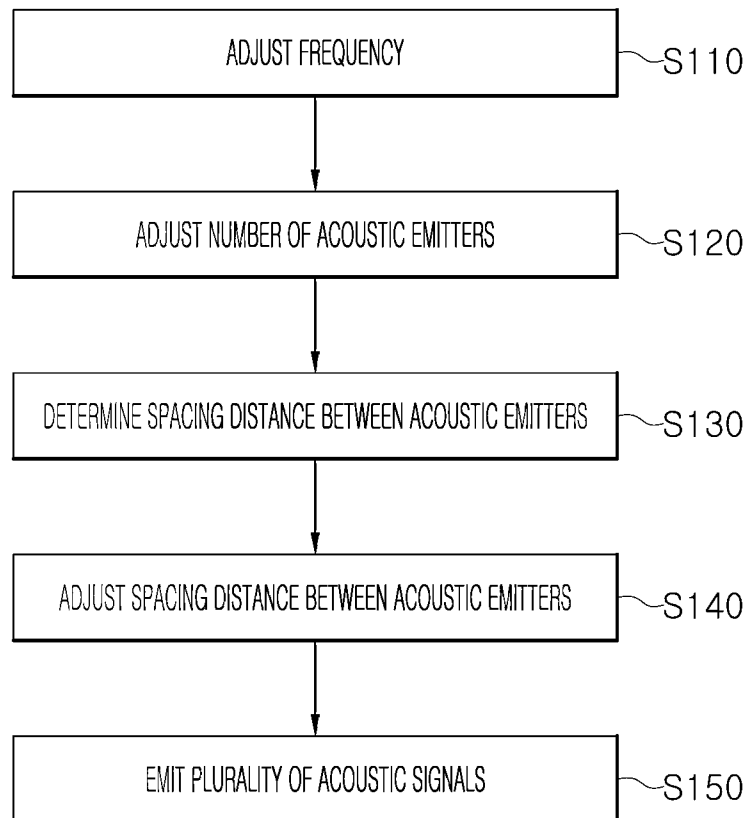 ADJUST FREQUENCY
S110
ADJUST NUMBER OF ACOUSTIC EMITTERS
S120
DETERMINE SPACING DISTANCE BETWEEN ACOUSTIC EMITTERS
S130
ADJUST SPACING DISTANCE BETWEEN ACOUSTIC EMITTERS
S140
EMIT PLURALITY OF ACOUSTIC SIGNALS
S150